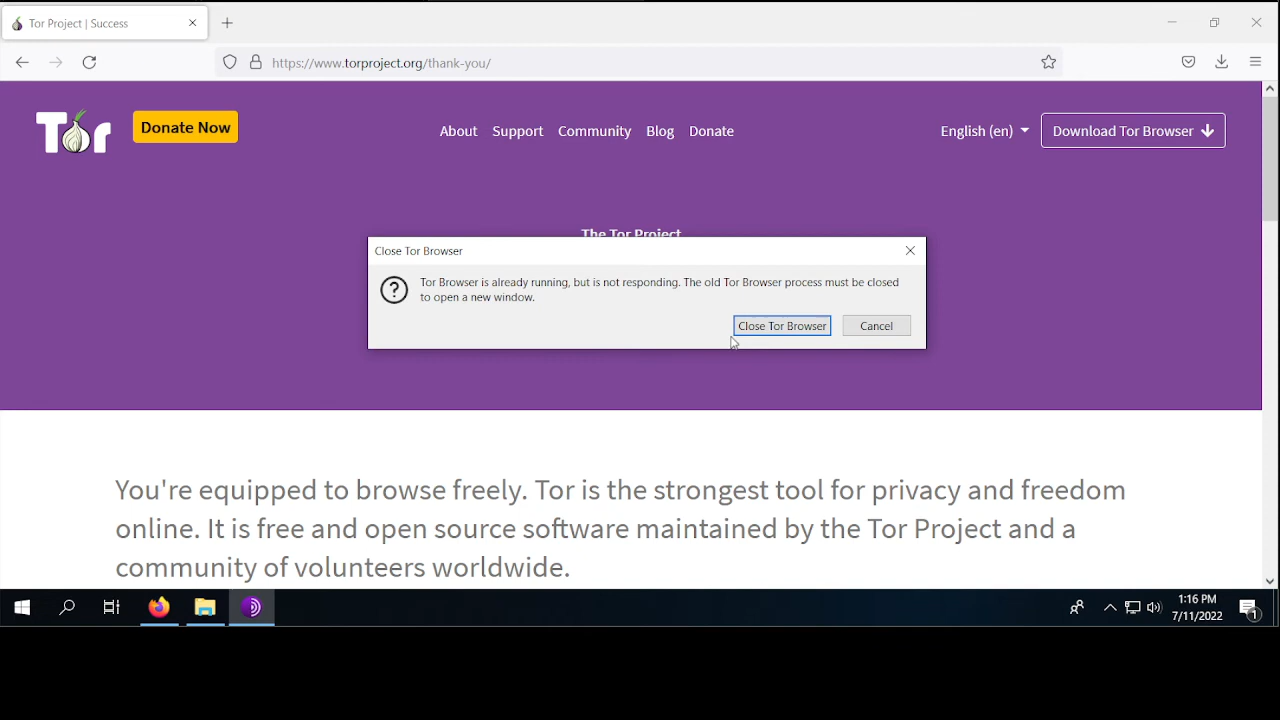 Tor Project | Success
https://www.torproject.org/thank-you/
Tor
Donate Now
About
Support
Community
Blog
Donate
English (en)
Download Tor Browser
The Tor Project
Close Tor Browser
Tor Browser is already running, but is not responding. The old Tor Browser process must be closed
to open a new window.
Close Tor Browser
Cancel
You're equipped to browse freely. Tor is the strongest tool for privacy and freedom
online. It is free and open source software maintained by the Tor Project and a
community of volunteers worldwide.
1:16 PM
7/11/2022
1